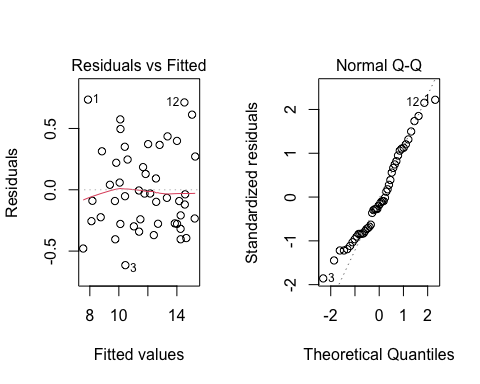 Residuals vs Fitted
Residuals
0.5
0.0
-0.5
1
12
3
8 10 14
Fitted values
Normal Q-Q
Standardized residuals
2
1
0
-1
-2
12 1
3
-2 0 1 2
Theoretical Quantiles